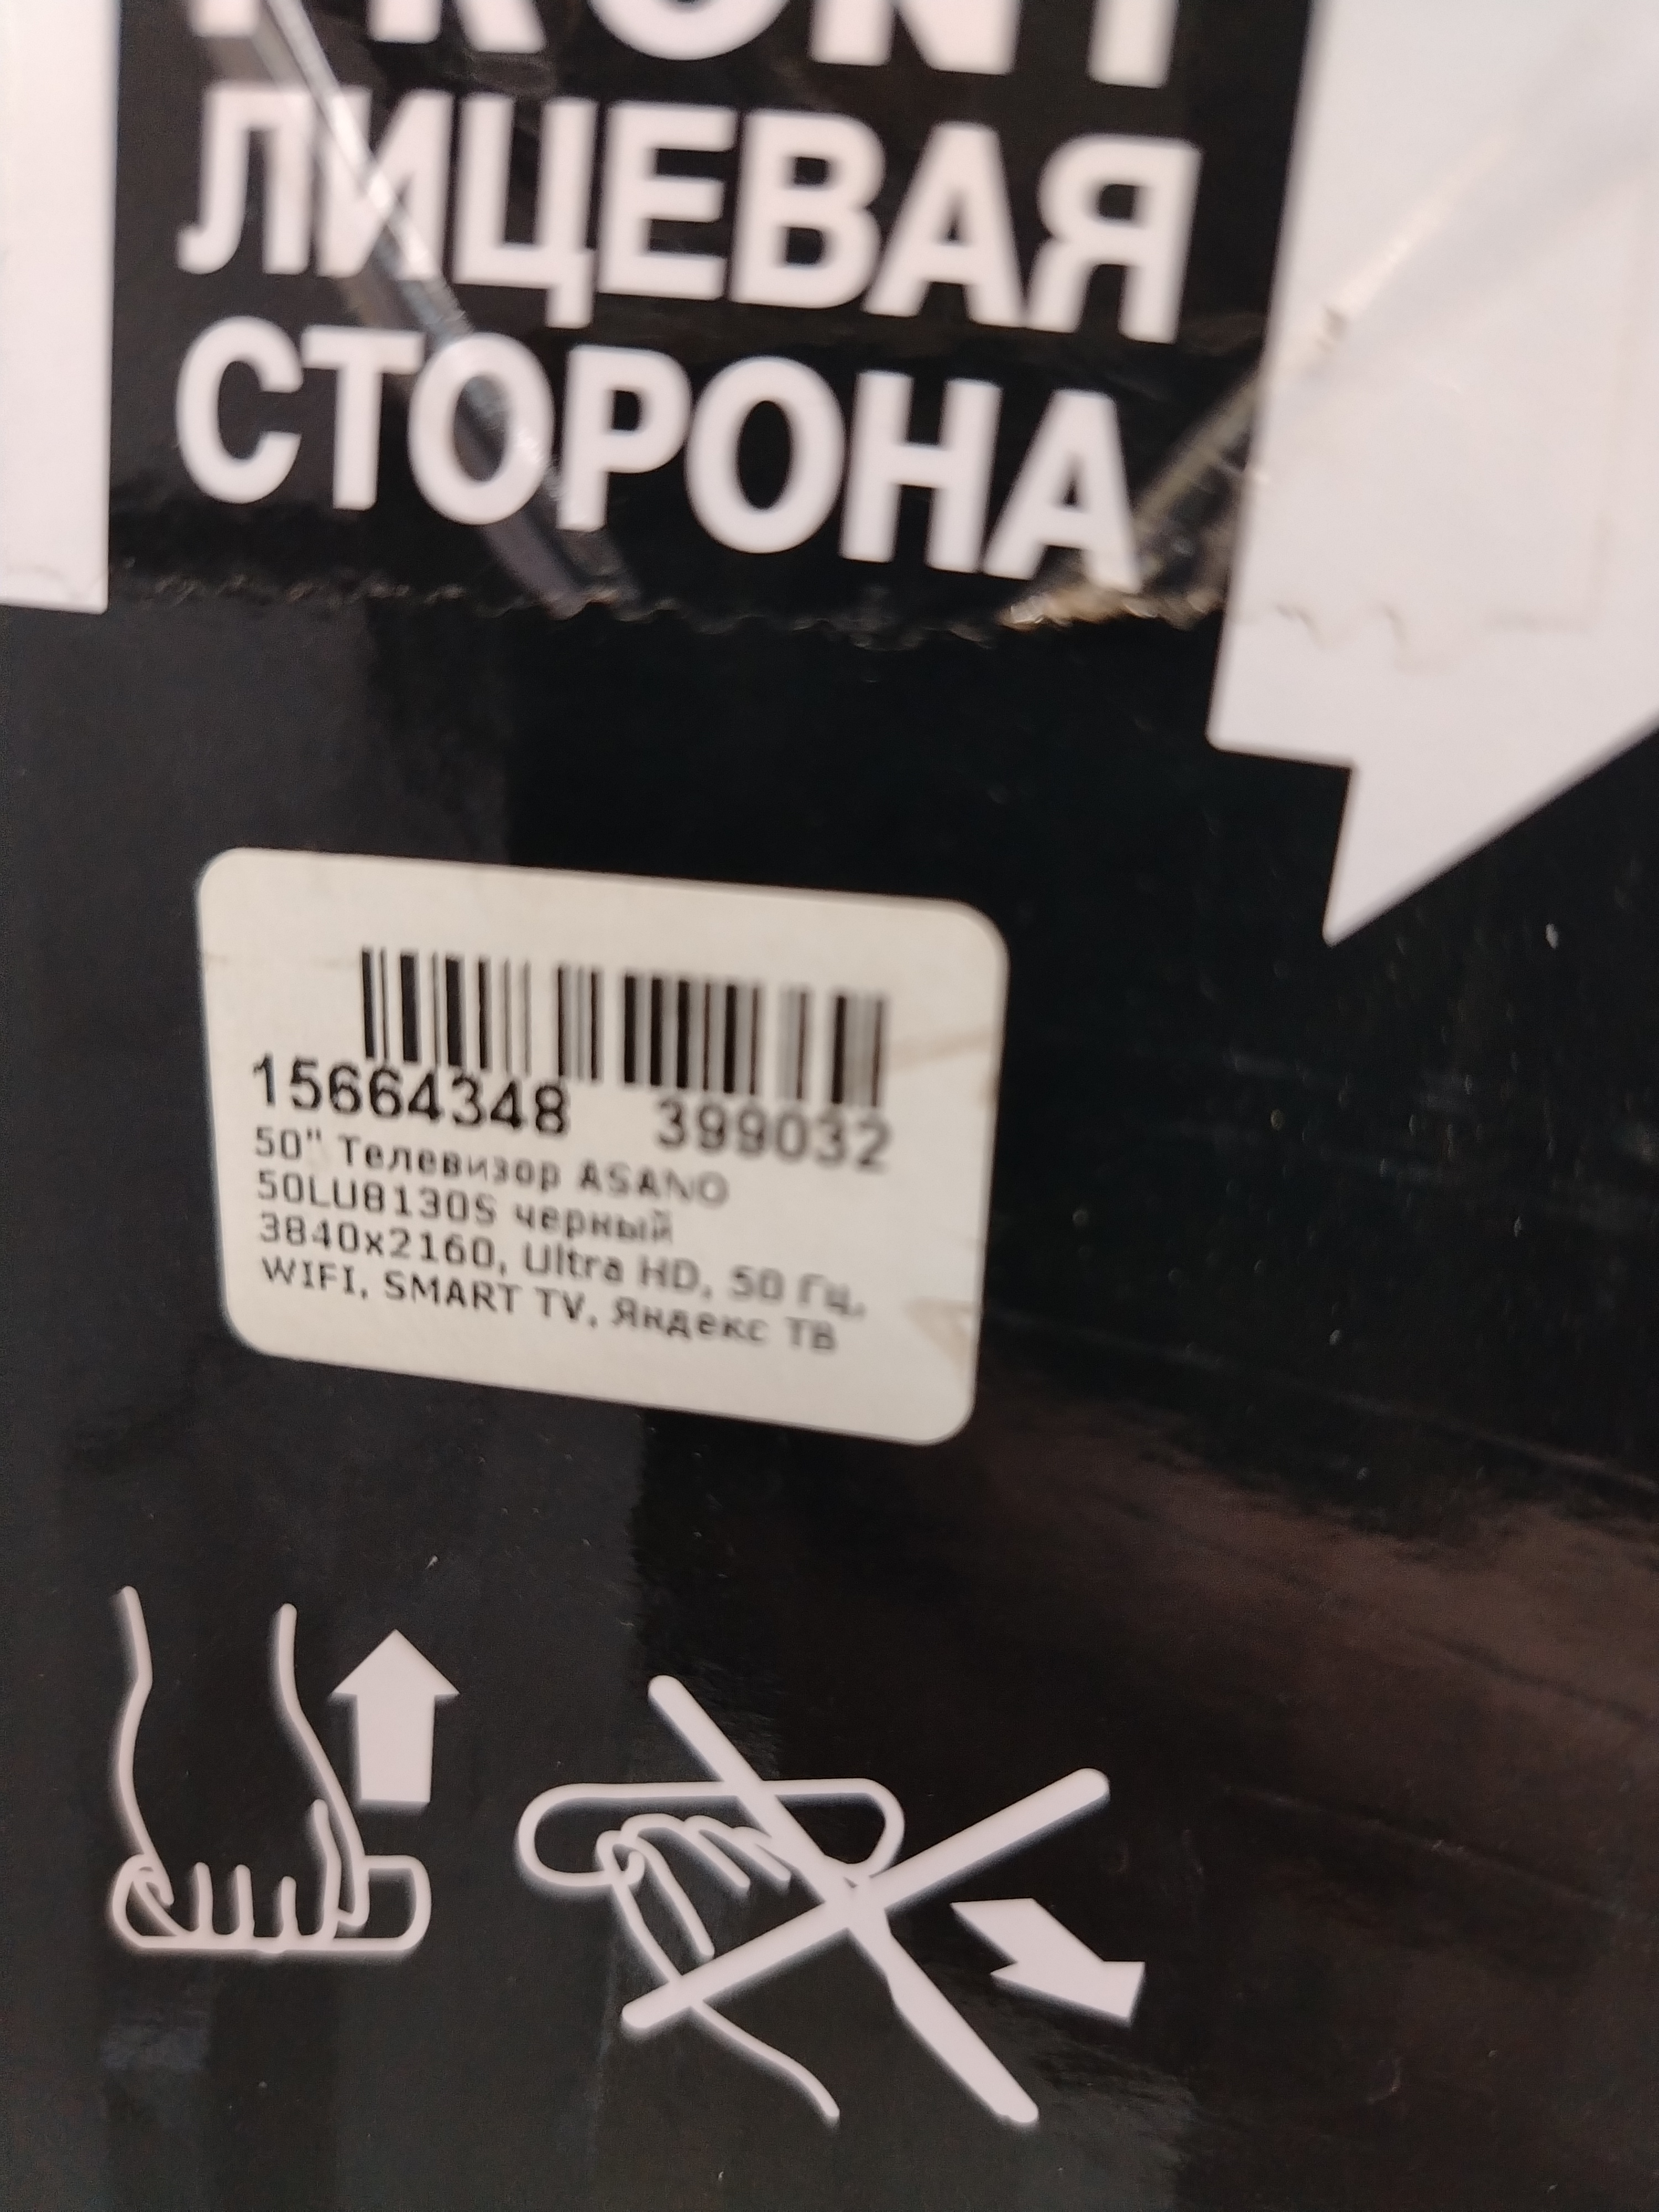 FRONT
ЛИЦЕВАЯ
СТОРОНА
15664348 399032
50" Телевизор ASANO
50LU8130S черный
3840x2160, Ultra HD, 50 Гц,
WIFI, SMART TV, Яндекс ТВ